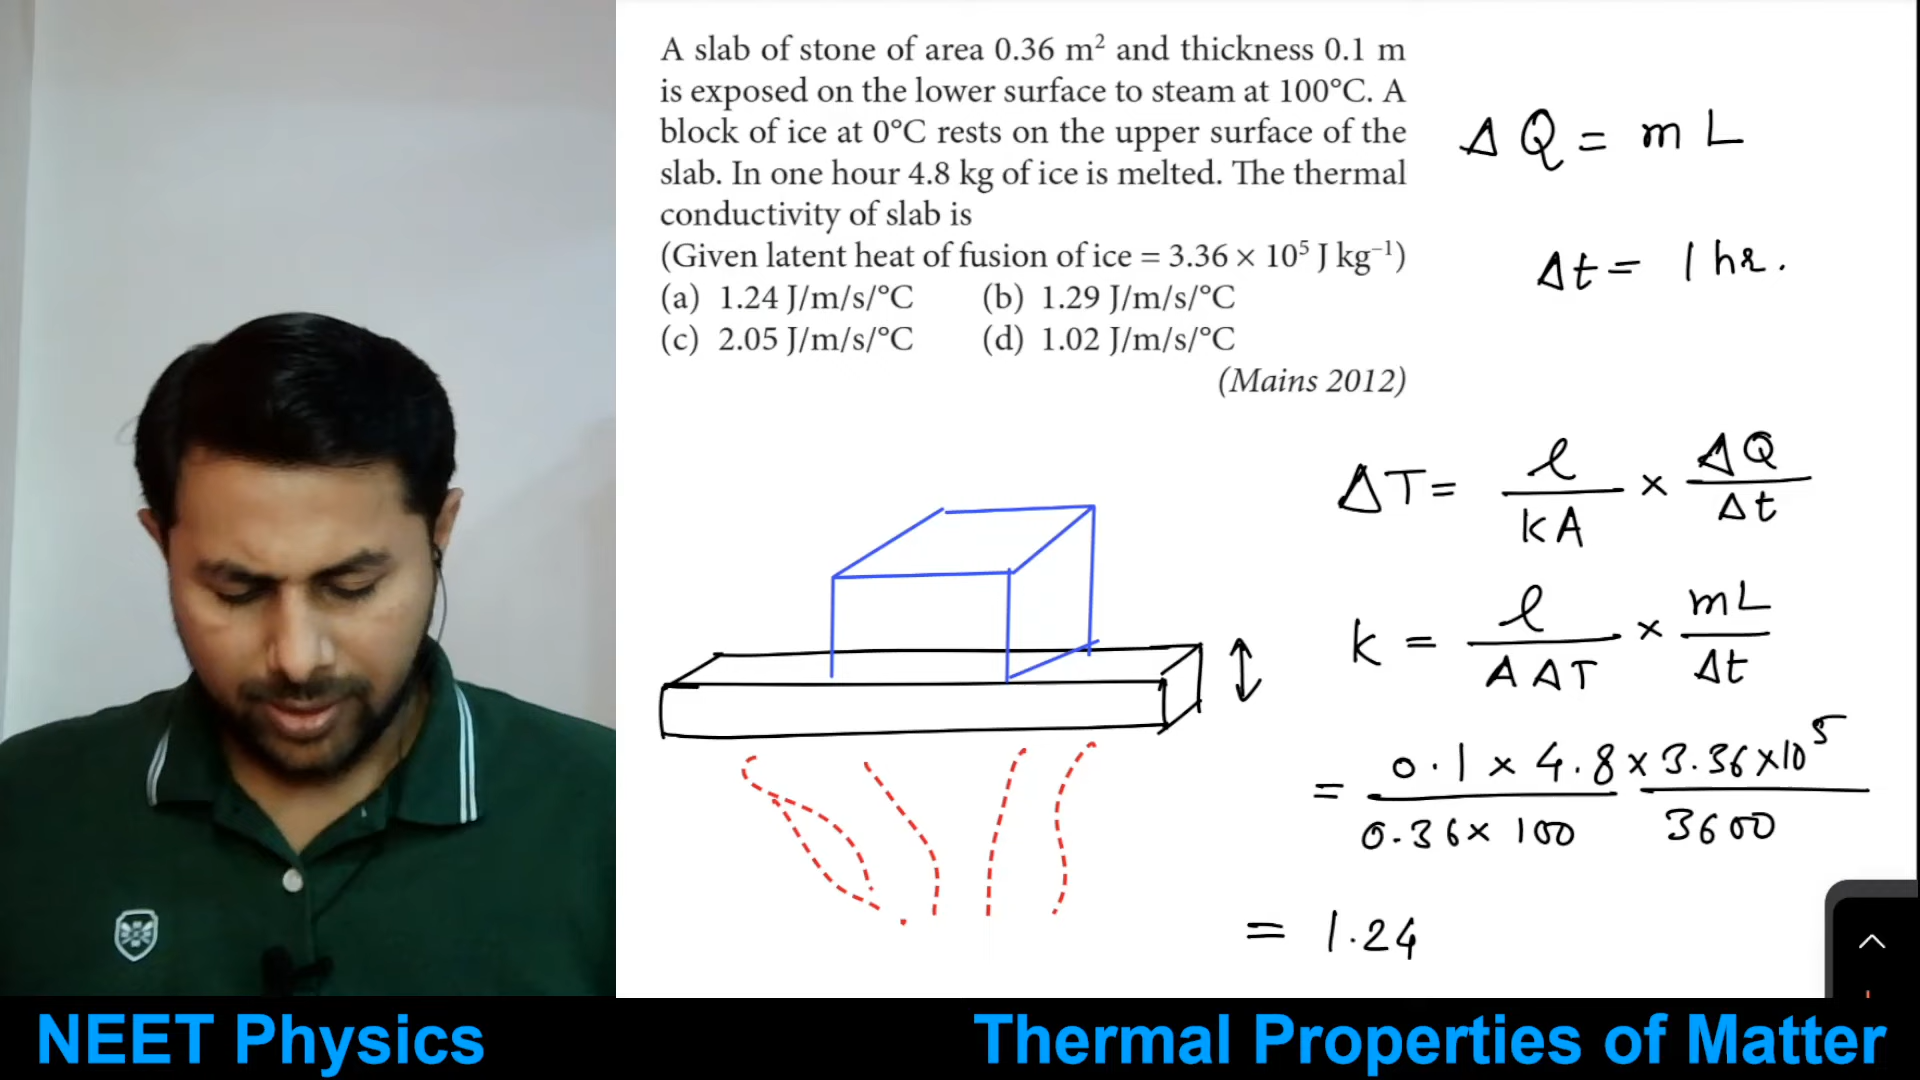 A slab of stone of area 0.36 m² and thickness 0.1 m
is exposed on the lower surface to steam at 100°C. A
block of ice at 0°C rests on the upper surface of the
slab. In one hour 4.8 kg of ice is melted. The thermal
conductivity of slab is
(Given latent heat of fusion of ice = 3.36 × 10⁵ J kg⁻¹)
(a) 1.24 J/m/s/°C (b) 1.29 J/m/s/°C
(c) 2.05 J/m/s/°C (d) 1.02 J/m/s/°C
(Mains 2012)
ΔQ = mL
Δt = 1 hr.
ΔT = l/KA × ΔQ/Δt
k = l/AΔT × mL/Δt
= 0.1 × 4.8 × 3.36 × 10⁵ / 0.36 × 100 3600
= 1.24
NEET Physics
Thermal Properties of Matter